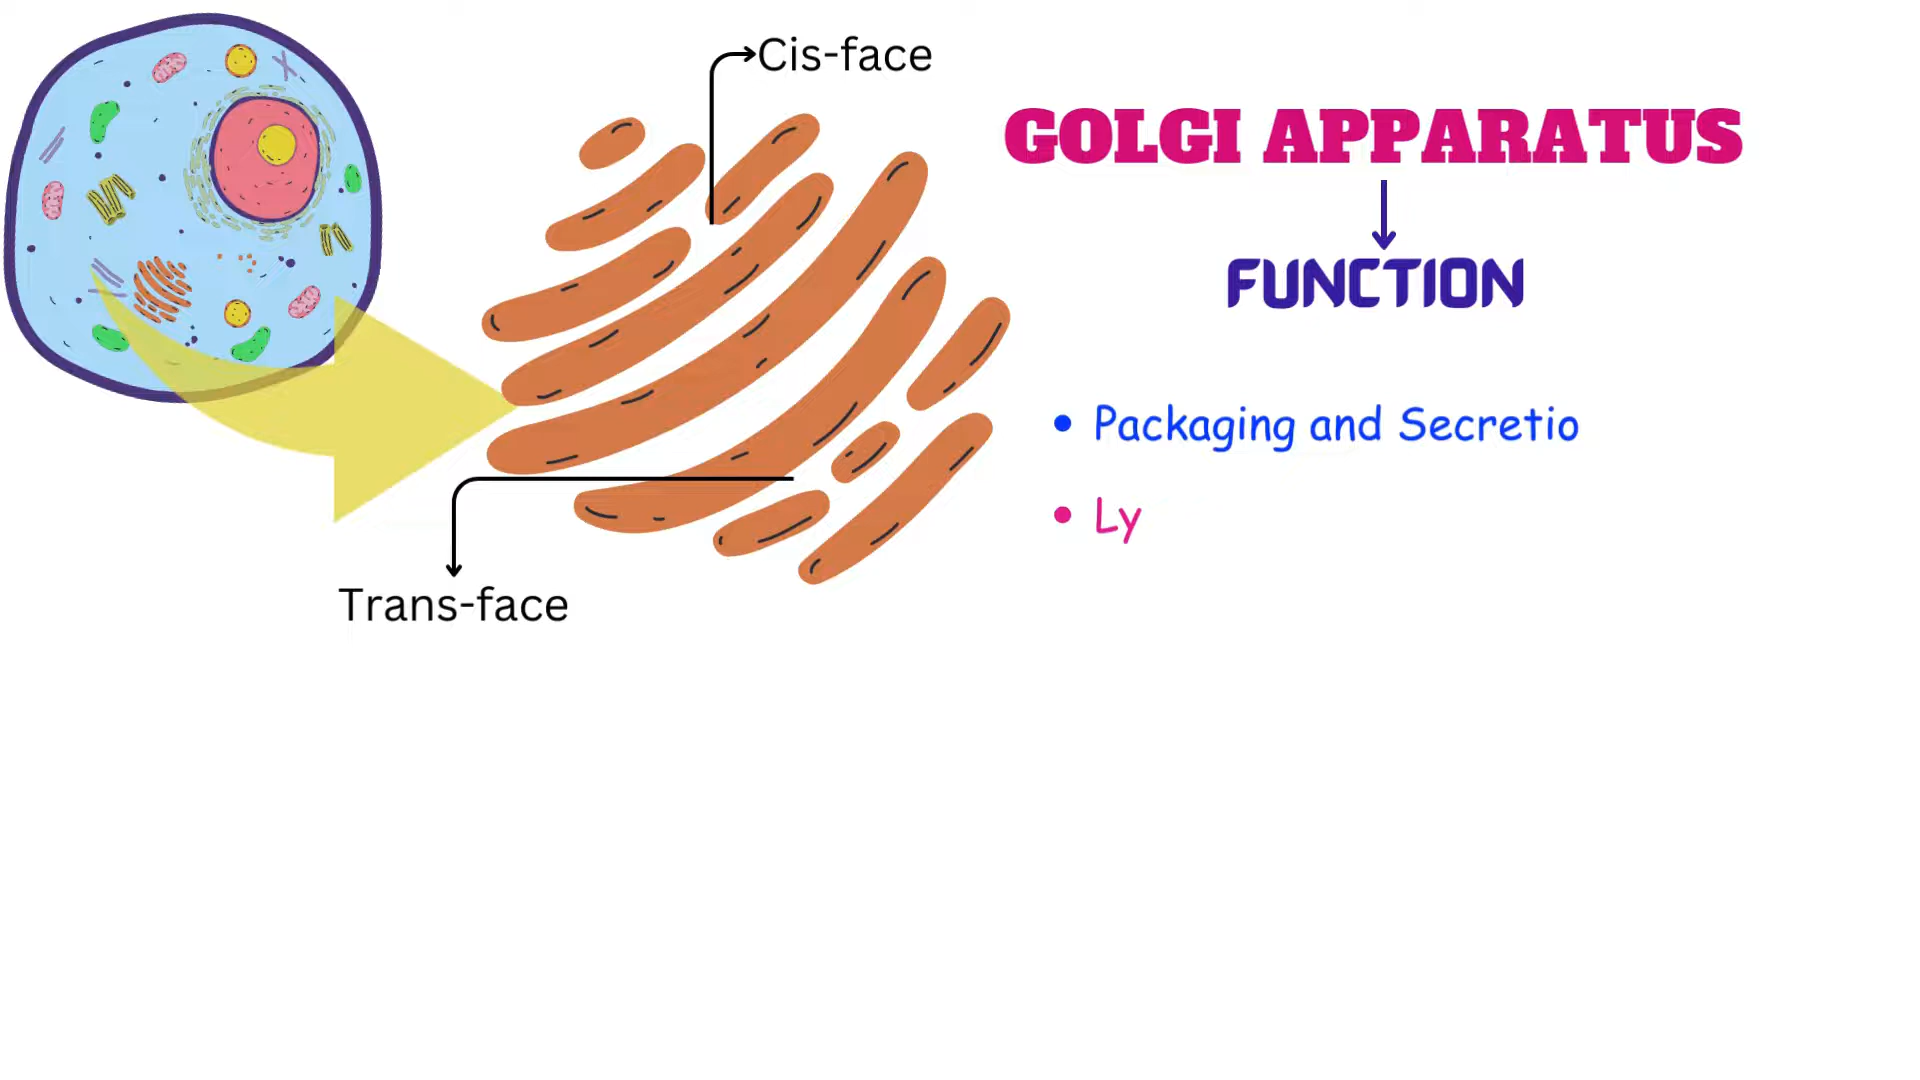 Cis-face
GOLGI APPARATUS
FUNCTION
• Packaging and Secretio
• Ly
Trans-face